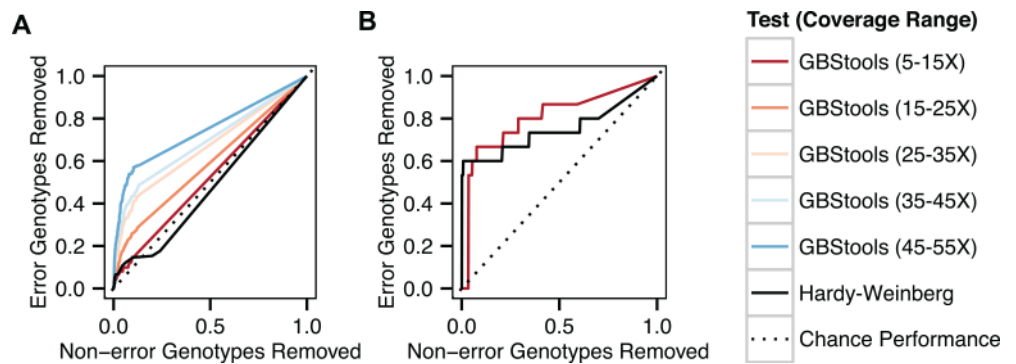 A
Error Genotypes Removed
1.0
0.8
0.6
0.4
0.2
0.0
0.0
0.5
1.0
Non−error Genotypes Removed
B
Error Genotypes Removed
1.0
0.8
0.6
0.4
0.2
0.0
0.0
0.5
1.0
Non−error Genotypes Removed
Test (Coverage Range)
GBStools (5-15X)
GBStools (15-25X)
GBStools (25-35X)
GBStools (35-45X)
GBStools (45-55X)
Hardy-Weinberg
Chance Performance